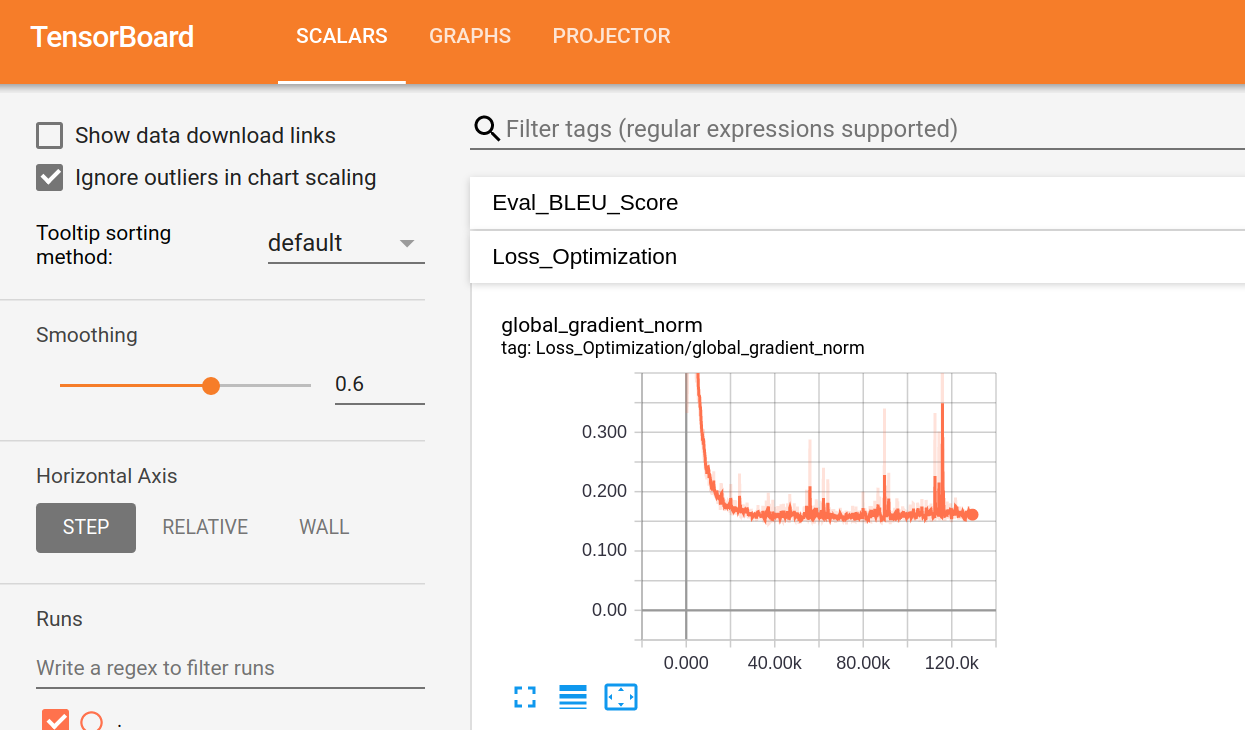 TensorBoard
SCALARS GRAPHS PROJECTOR
Show data download links
Ignore outliers in chart scaling
Tooltip sorting
method:
default
Smoothing
0.6
Horizontal Axis
STEP RELATIVE WALL
Runs
Write a regex to filter runs
.
Filter tags (regular expressions supported)
Eval_BLEU_Score
Loss_Optimization
global_gradient_norm
tag: Loss_Optimization/global_gradient_norm
0.300
0.200
0.100
0.00
0.000 40.00k 80.00k 120.0k